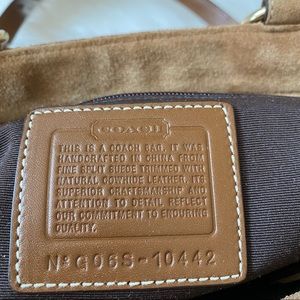 COACH
THIS IS A COACH BAG. IT WAS
HANDCRAFTED IN CHINA FROM
FINE SPLIT SUEDE TRIMMED WITH
NATURAL COWHIDE LEATHER. ITS
SUPERIOR CRAFTSMANSHIP AND
ATTENTION TO DETAIL REFLECT
OUR COMMITMENT TO ENDURING
QUALITY.
Nº G06S-10442